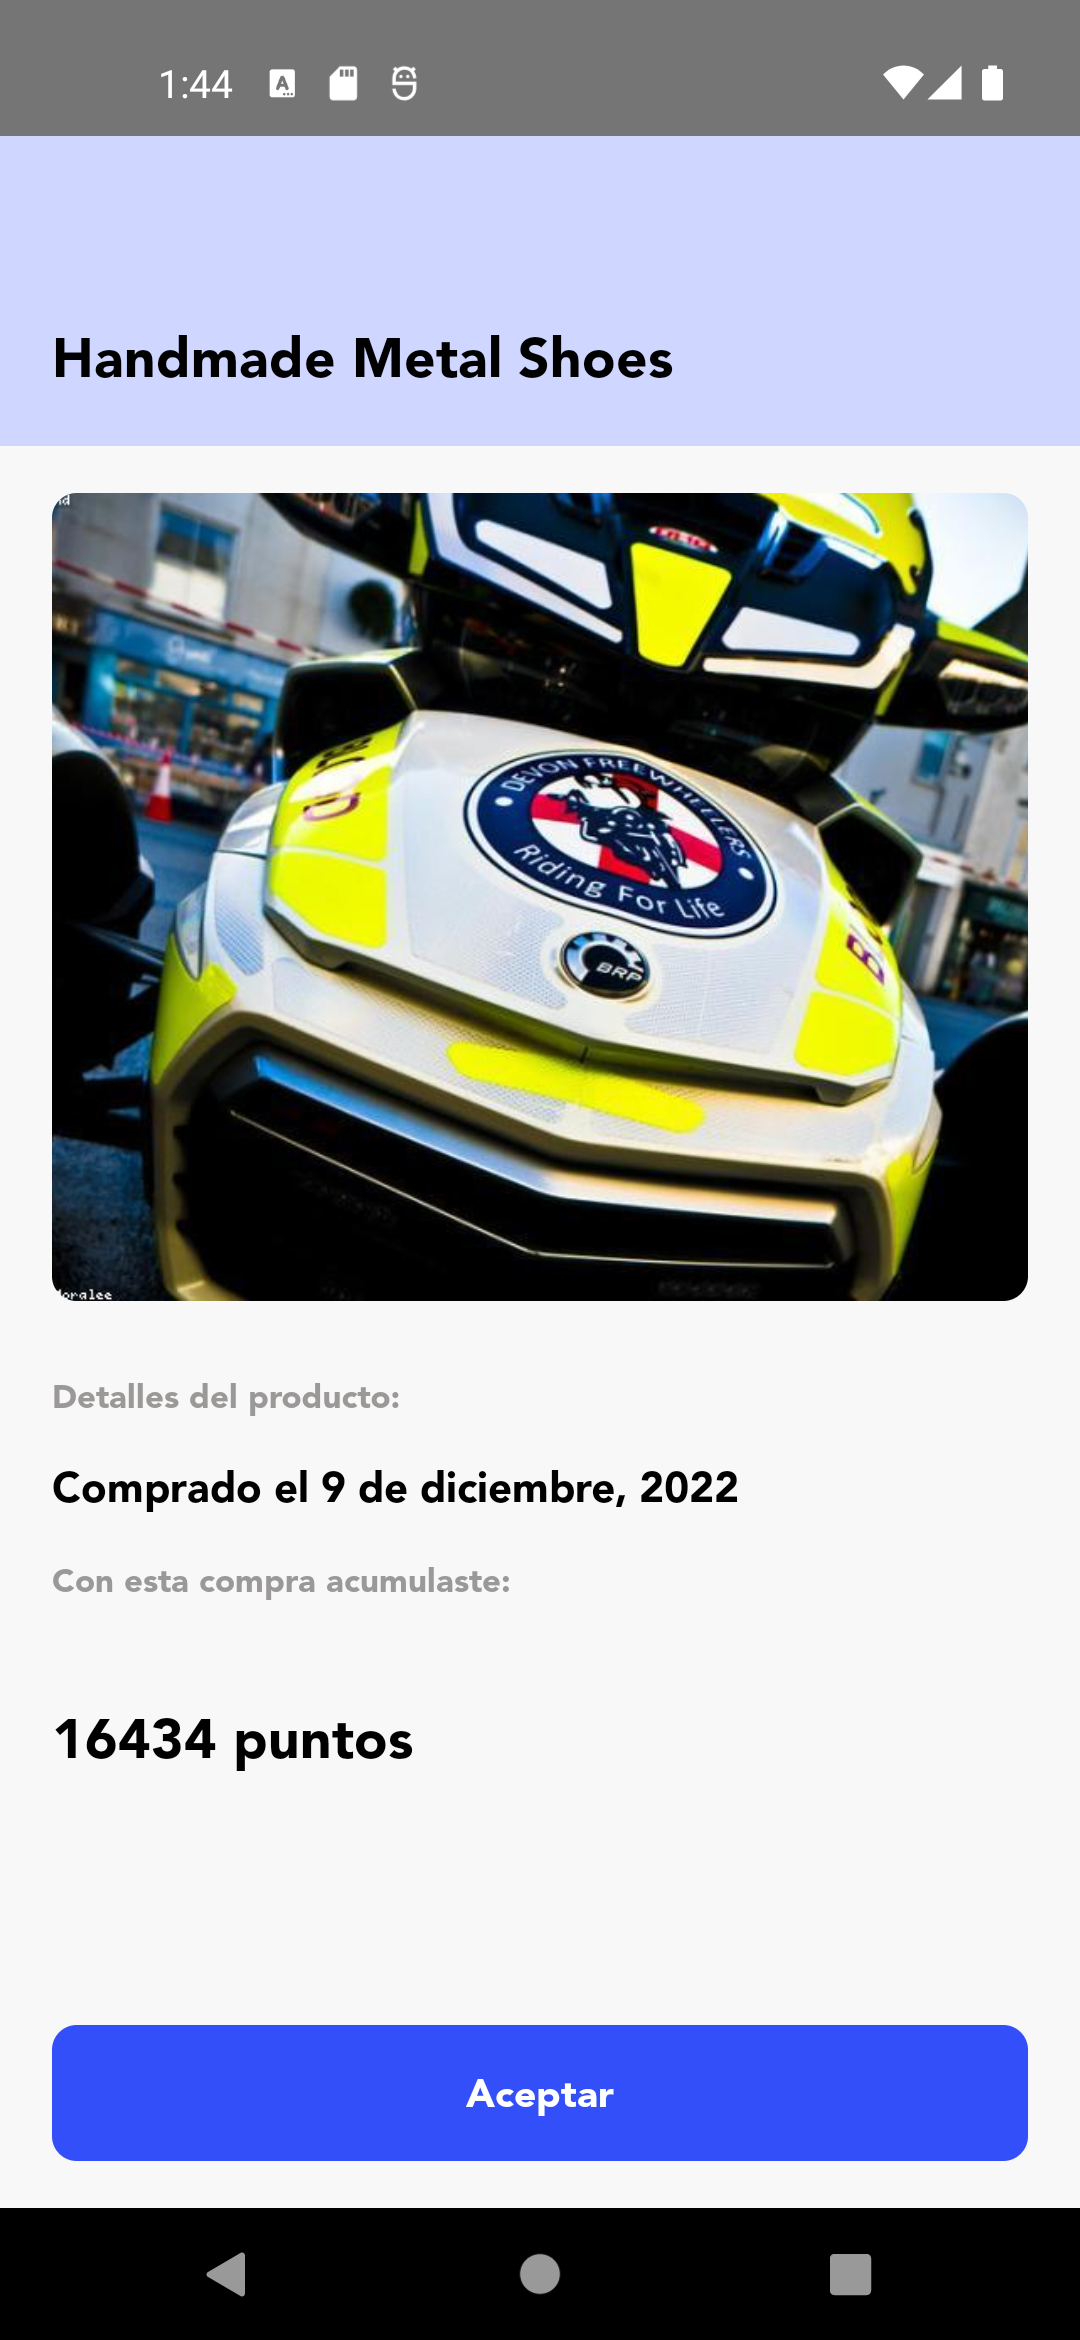 1:44
Handmade Metal Shoes
DEVON FREEWHEELERS
Riding For Life
BRP
Detalles del producto:
Comprado el 9 de diciembre, 2022
Con esta compra acumulaste:
16434 puntos
Aceptar